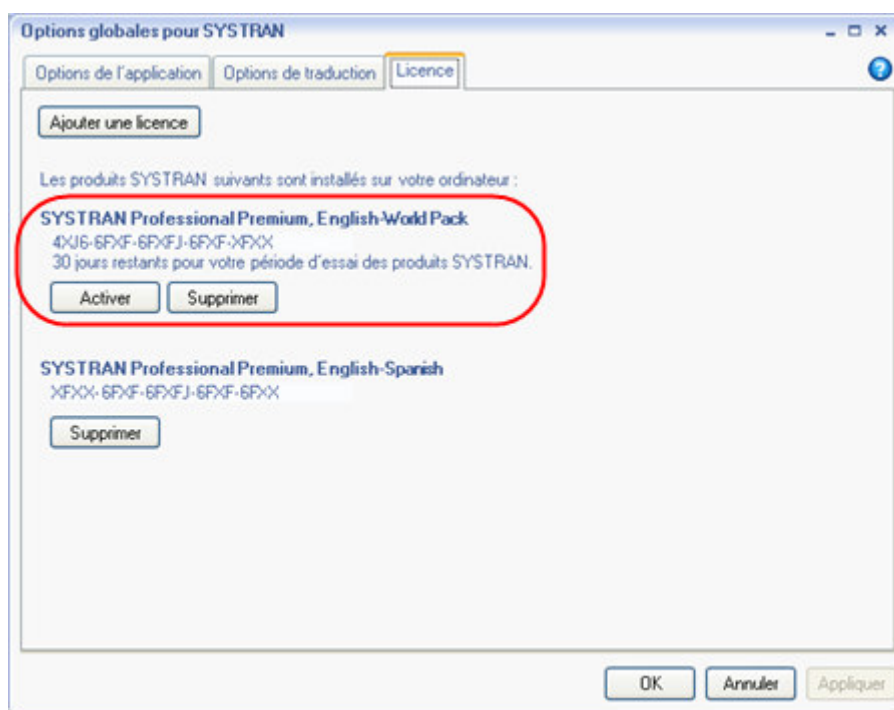 Options globales pour SYSTRAN
Options de l'application Options de traduction Licence
Ajouter une licence
Les produits SYSTRAN suivants sont installés sur votre ordinateur :
SYSTRAN Professional Premium, English-World Pack
4XJ6-6FXF-6FXFJ-6FXF-XFXX
30 jours restants pour votre période d'essai des produits SYSTRAN.
Activer Supprimer
SYSTRAN Professional Premium, English-Spanish
XFXX-6FXF-6FXFJ-6FXF-6FXX
Supprimer
OK Annuler Appliquer